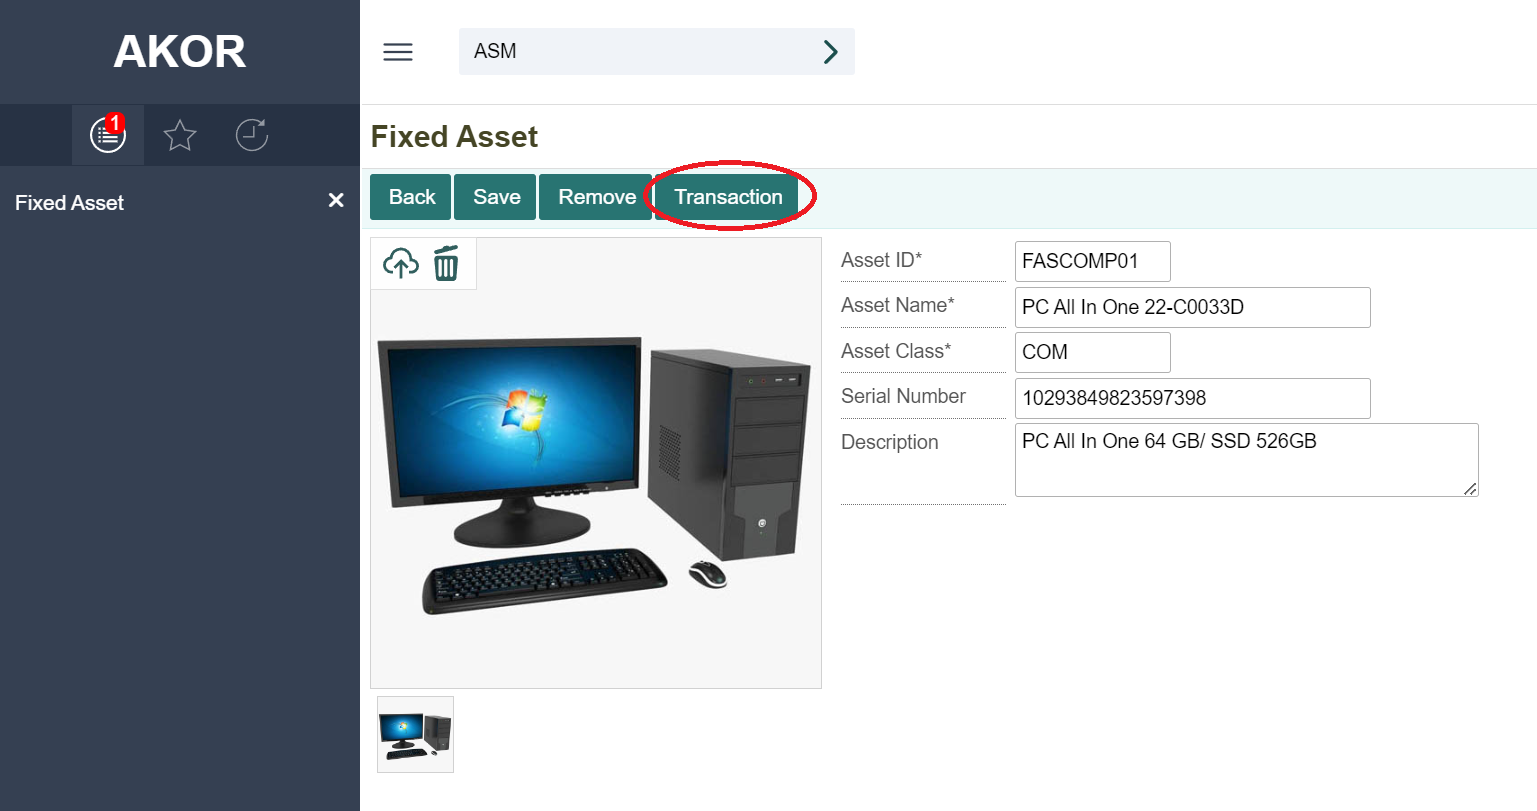 AKOR
ASM
1
Fixed Asset
Fixed Asset
Back Save Remove Transaction
Asset ID* FASCOMP01
Asset Name* PC All In One 22-C0033D
Asset Class* COM
Serial Number 10293849823597398
Description PC All In One 64 GB/ SSD 526GB